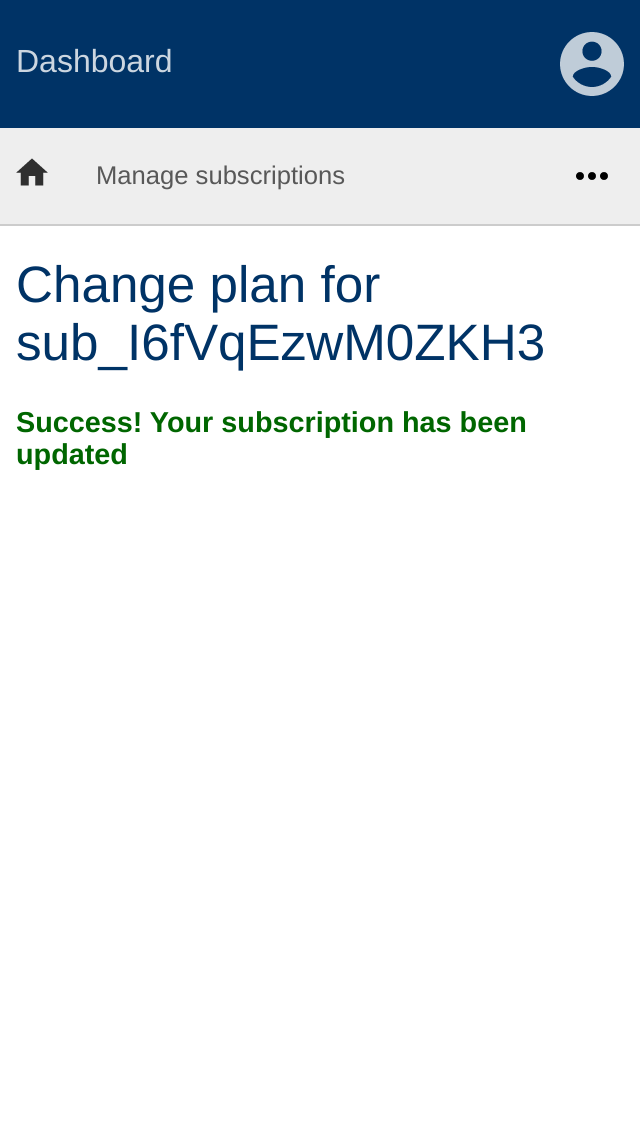 Dashboard
Manage subscriptions
Change plan for
sub_I6fVqEzwM0ZKH3
Success! Your subscription has been
updated